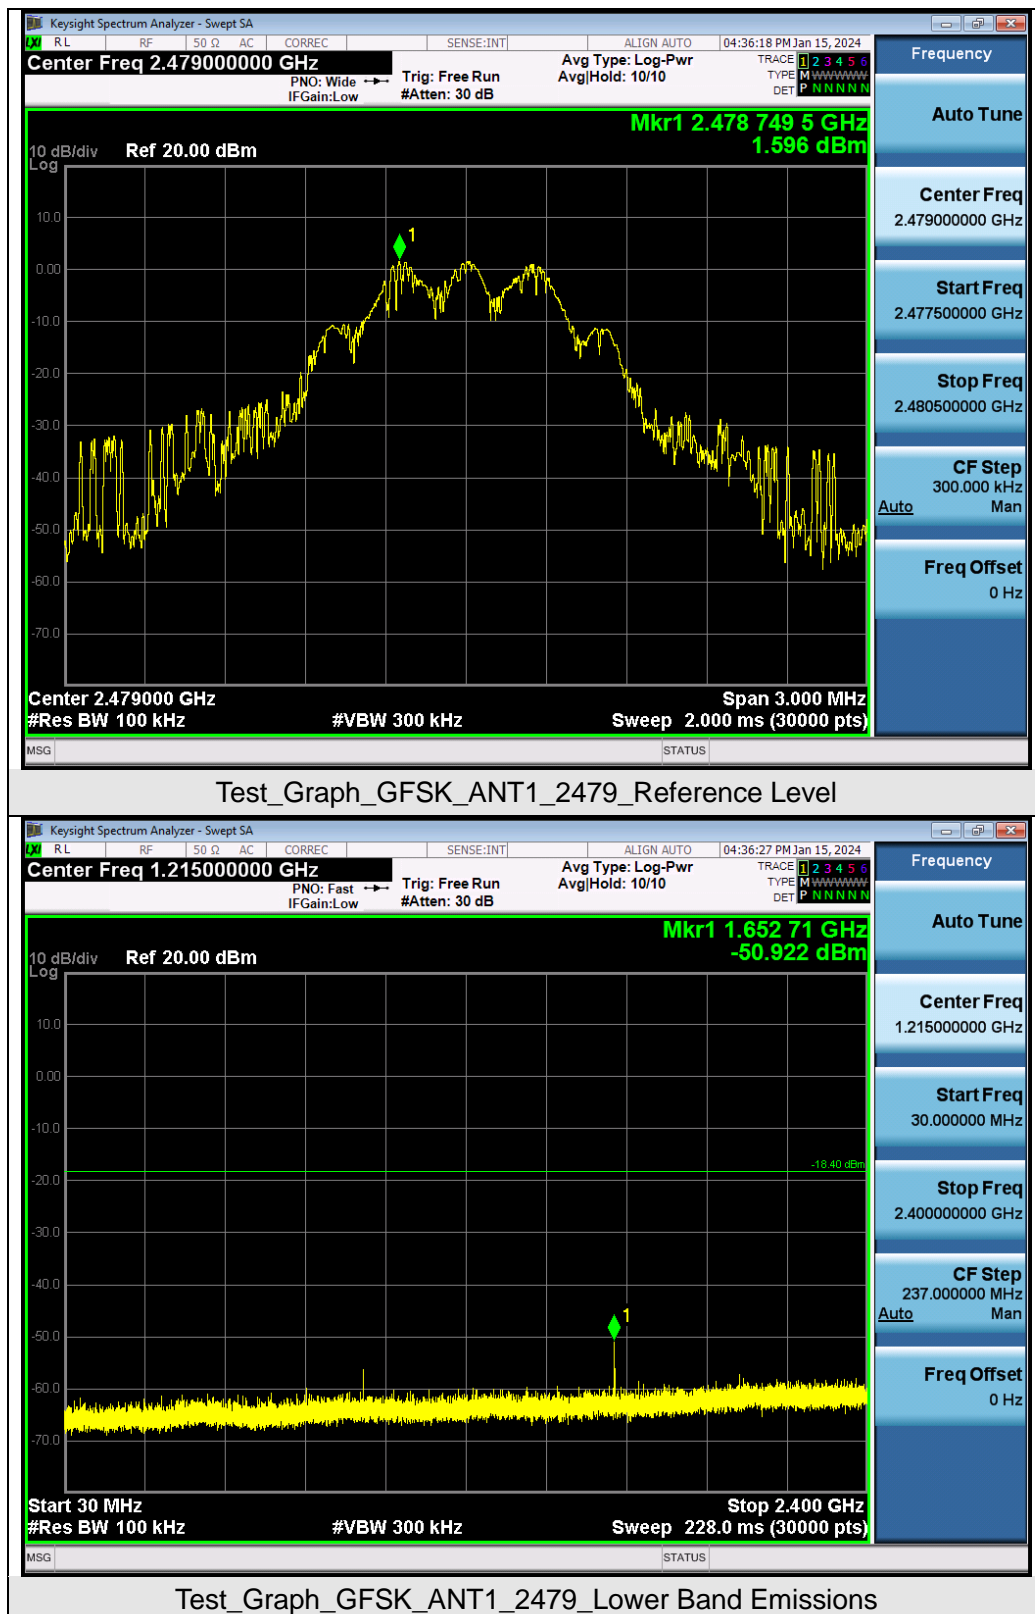 Keysight Spectrum Analyzer - Swept SA
LXI RL RF 50 Ω AC CORREC SENSE:INT ALIGN AUTO 04:36:18 PM Jan 15, 2024
Center Freq 2.479000000 GHz
PNO: Wide
IFGain:Low
Trig: Free Run
#Atten: 30 dB
Avg Type: Log-Pwr
Avg|Hold: 10/10
TRACE 1 2 3 4 5 6
TYPE M WWWWW
DET P N N N N N
Mkr1 2.478 749 5 GHz
1.596 dBm
10 dB/div Ref 20.00 dBm
Log
10.0
0.00
-10.0
-20.0
-30.0
-40.0
-50.0
-60.0
-70.0
1
Center 2.479000 GHz Span 3.000 MHz
#Res BW 100 kHz #VBW 300 kHz Sweep 2.000 ms (30000 pts)
MSG STATUS
Frequency
Auto Tune
Center Freq
2.479000000 GHz
Start Freq
2.477500000 GHz
Stop Freq
2.480500000 GHz
CF Step
300.000 kHz
Auto Man
Freq Offset
0 Hz
Test_Graph_GFSK_ANT1_2479_Reference Level
Keysight Spectrum Analyzer - Swept SA
LXI RL RF 50 Ω AC CORREC SENSE:INT ALIGN AUTO 04:36:27 PM Jan 15, 2024
Center Freq 1.215000000 GHz
PNO: Fast
IFGain:Low
Trig: Free Run
#Atten: 30 dB
Avg Type: Log-Pwr
Avg|Hold: 10/10
TRACE 1 2 3 4 5 6
TYPE M WWWWW
DET P N N N N N
Mkr1 1.652 71 GHz
-50.922 dBm
10 dB/div Ref 20.00 dBm
Log
10.0
0.00
-10.0
-18.40 dBm
-20.0
-30.0
-40.0
-50.0
-60.0
-70.0
1
Start 30 MHz Stop 2.400 GHz
#Res BW 100 kHz #VBW 300 kHz Sweep 228.0 ms (30000 pts)
MSG STATUS
Frequency
Auto Tune
Center Freq
1.215000000 GHz
Start Freq
30.000000 MHz
Stop Freq
2.400000000 GHz
CF Step
237.000000 MHz
Auto Man
Freq Offset
0 Hz
Test_Graph_GFSK_ANT1_2479_Lower Band Emissions